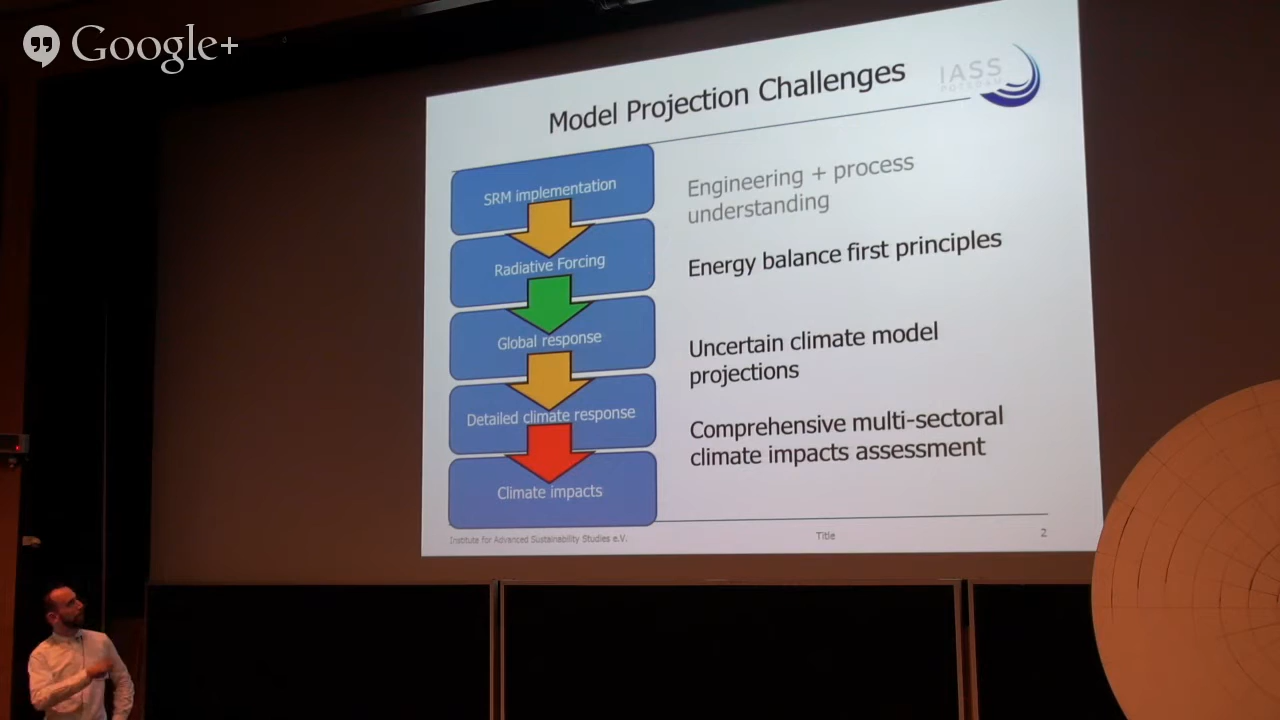 Google+
Model Projection Challenges
IASS
POTSDAM
SRM implementation
Engineering + process
understanding
Radiative Forcing
Energy balance first principles
Global response
Uncertain climate model
projections
Detailed climate response
Comprehensive multi-sectoral
climate impacts assessment
Climate impacts
Institute for Advanced Sustainability Studies e.V.
Title
2